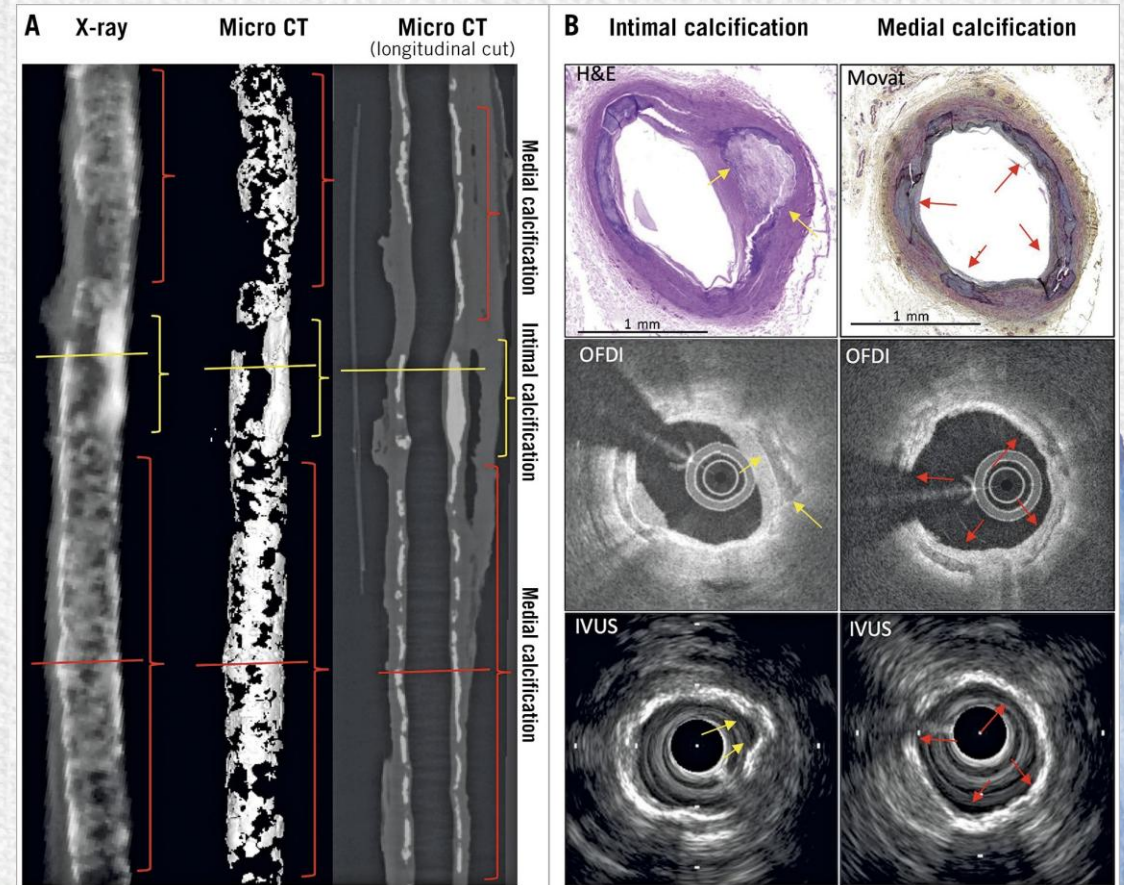 A
X-ray
Micro CT
Micro CT
(longitudinal cut)
Medial calcification
Intimal calcification
Medial calcification
B
Intimal calcification
Medial calcification
H&E
1 mm
Movat
1 mm
OFDI
OFDI
IVUS
IVUS